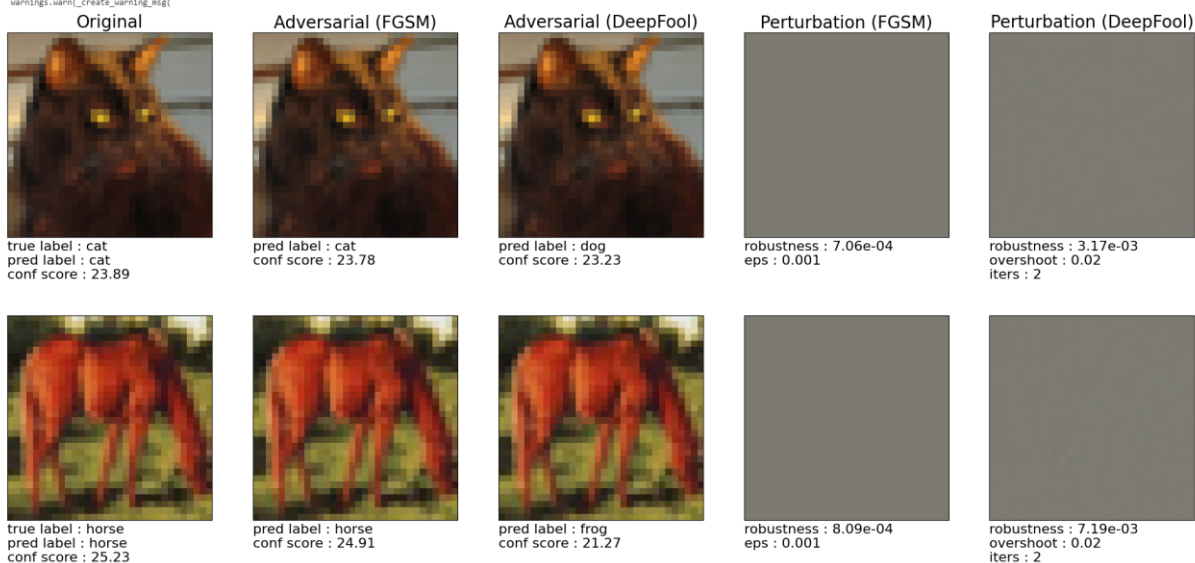 warnings.warn(_create_warning_msg(
Original
Adversarial (FGSM)
Adversarial (DeepFool)
Perturbation (FGSM)
Perturbation (DeepFool)
true label : cat
pred label : cat
conf score : 23.89
pred label : cat
conf score : 23.78
pred label : dog
conf score : 23.23
robustness : 7.06e-04
eps : 0.001
robustness : 3.17e-03
overshoot : 0.02
iters : 2
true label : horse
pred label : horse
conf score : 25.23
pred label : horse
conf score : 24.91
pred label : frog
conf score : 21.27
robustness : 8.09e-04
eps : 0.001
robustness : 7.19e-03
overshoot : 0.02
iters : 2